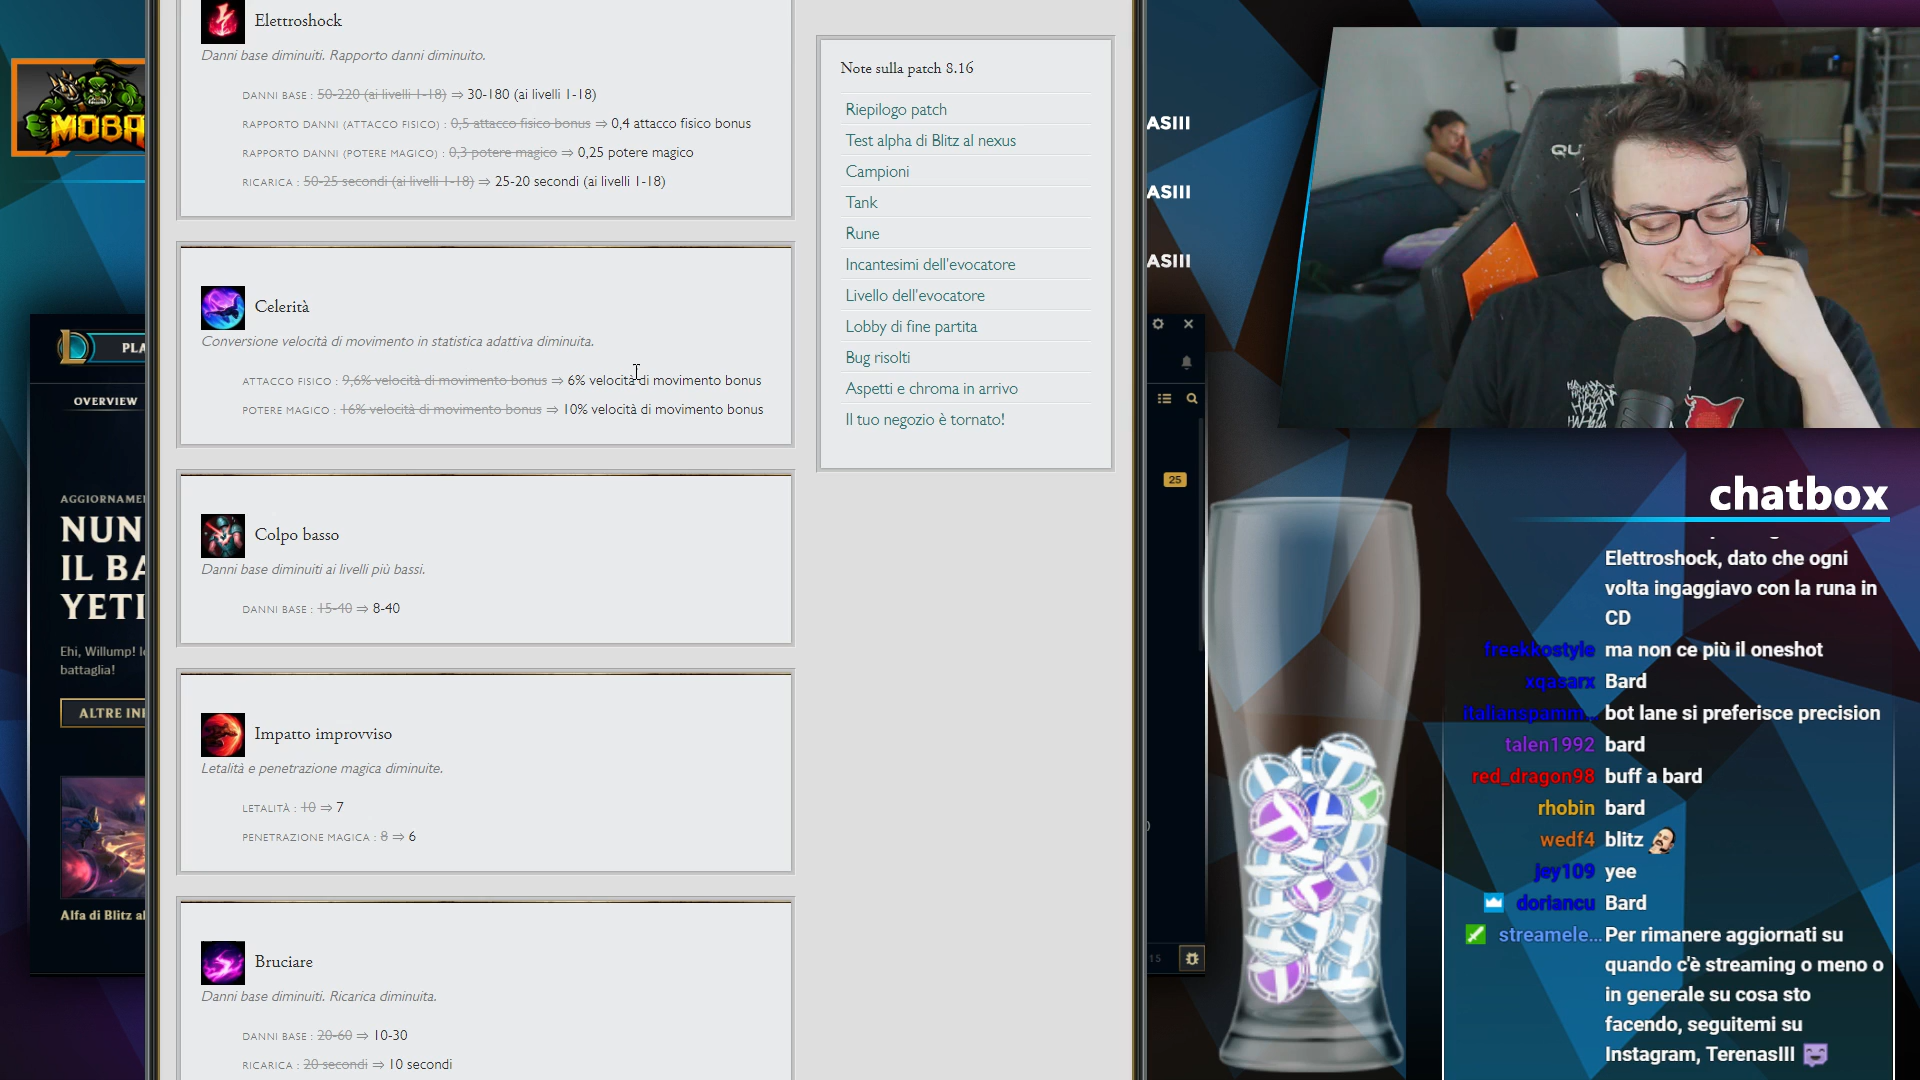 MOBA
PLA
OVERVIEW
AGGIORNAME
NUN
IL BA
YETI
Ehi, Willump! I
battaglia!
ALTRE IN
Alfa di Blitz al
Elettroshock
Danni base diminuiti. Rapporto danni diminuito.
DANNI BASE : 50-220 (ai livelli 1-18) ⇒ 30-180 (ai livelli 1-18)
RAPPORTO DANNI (ATTACCO FISICO) : 0,5 attacco fisico bonus ⇒ 0,4 attacco fisico bonus
RAPPORTO DANNI (POTERE MAGICO) : 0,3 potere magico ⇒ 0,25 potere magico
RICARICA : 50-25 secondi (ai livelli 1-18) ⇒ 25-20 secondi (ai livelli 1-18)
Celerità
Conversione velocità di movimento in statistica adattiva diminuita.
ATTACCO FISICO : 9,6% velocità di movimento bonus ⇒ 6% velocità di movimento bonus
POTERE MAGICO : 16% velocità di movimento bonus ⇒ 10% velocità di movimento bonus
Colpo basso
Danni base diminuiti ai livelli più bassi.
DANNI BASE : 15-40 ⇒ 8-40
Impatto improvviso
Letalità e penetrazione magica diminuite.
LETALITÀ : 10 ⇒ 7
PENETRAZIONE MAGICA : 8 ⇒ 6
Bruciare
Danni base diminuiti. Ricarica diminuita.
DANNI BASE : 20-60 ⇒ 10-30
RICARICA : 20 secondi ⇒ 10 secondi
Note sulla patch 8.16
Riepilogo patch
Test alpha di Blitz al nexus
Campioni
Tank
Rune
Incantesimi dell'evocatore
Livello dell'evocatore
Lobby di fine partita
Bug risolti
Aspetti e chroma in arrivo
Il tuo negozio è tornato!
ASIII
ASIII
ASIII
25
15
QU
chatbox
Elettroshock, dato che ogni
volta ingaggiavo con la runa in
CD
freekkostyle ma non ce più il oneshot
xqasarx Bard
italianspamm... bot lane si preferisce precision
talen1992 bard
red_dragon98 buff a bard
rhobin bard
wedf4 blitz
jey109 yee
doriancu Bard
streamele... Per rimanere aggiornati su
quando c'è streaming o meno o
in generale su cosa sto
facendo, seguitemi su
Instagram, TerenasIII